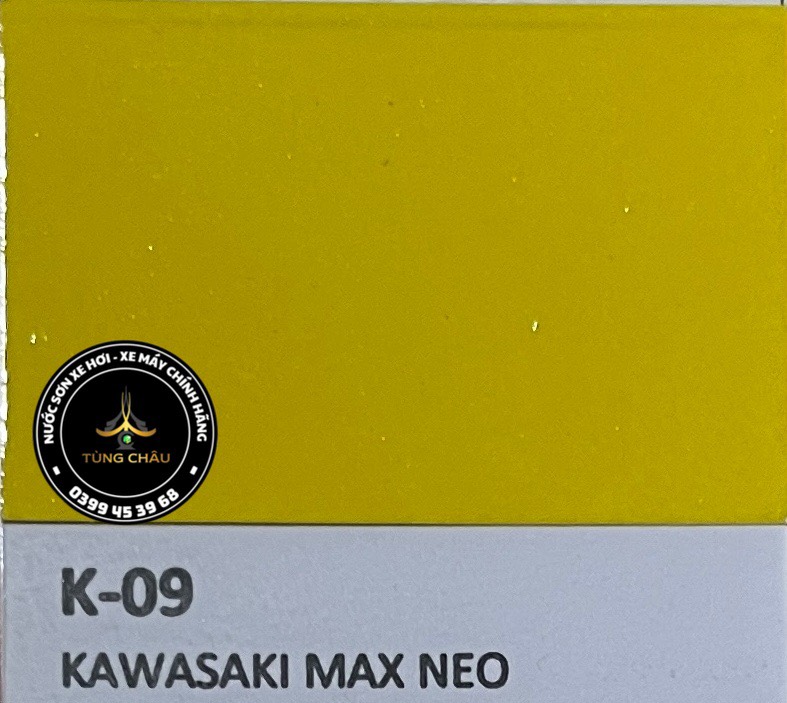 NƯỚC SƠN XE HƠI - XE MÁY CHÍNH HÃNG
TÙNG CHÂU
0399 45 39 68
K-09
KAWASAKI MAX NEO